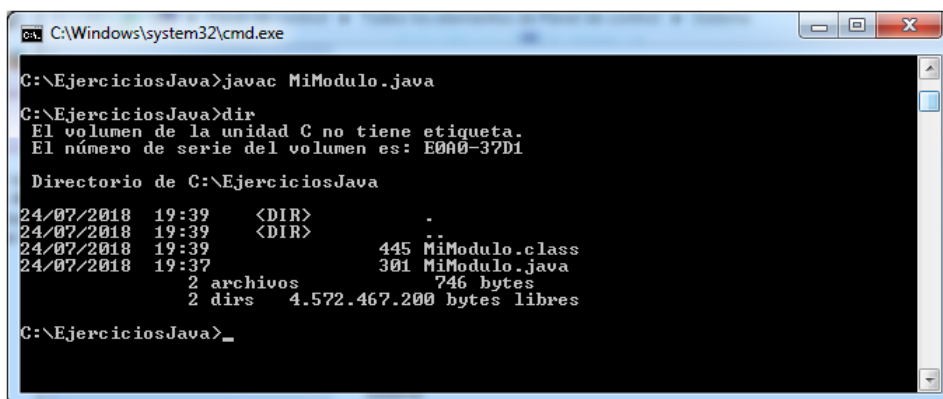 C:\Windows\system32\cmd.exe
C:\EjerciciosJava>javac MiModulo.java
C:\EjerciciosJava>dir
El volumen de la unidad C no tiene etiqueta.
El número de serie del volumen es: E0A0-37D1
Directorio de C:\EjerciciosJava
24/07/2018 19:39 <DIR> .
24/07/2018 19:39 <DIR> ..
24/07/2018 19:39 445 MiModulo.class
24/07/2018 19:37 301 MiModulo.java
2 archivos 746 bytes
2 dirs 4.572.467.200 bytes libres
C:\EjerciciosJava>_